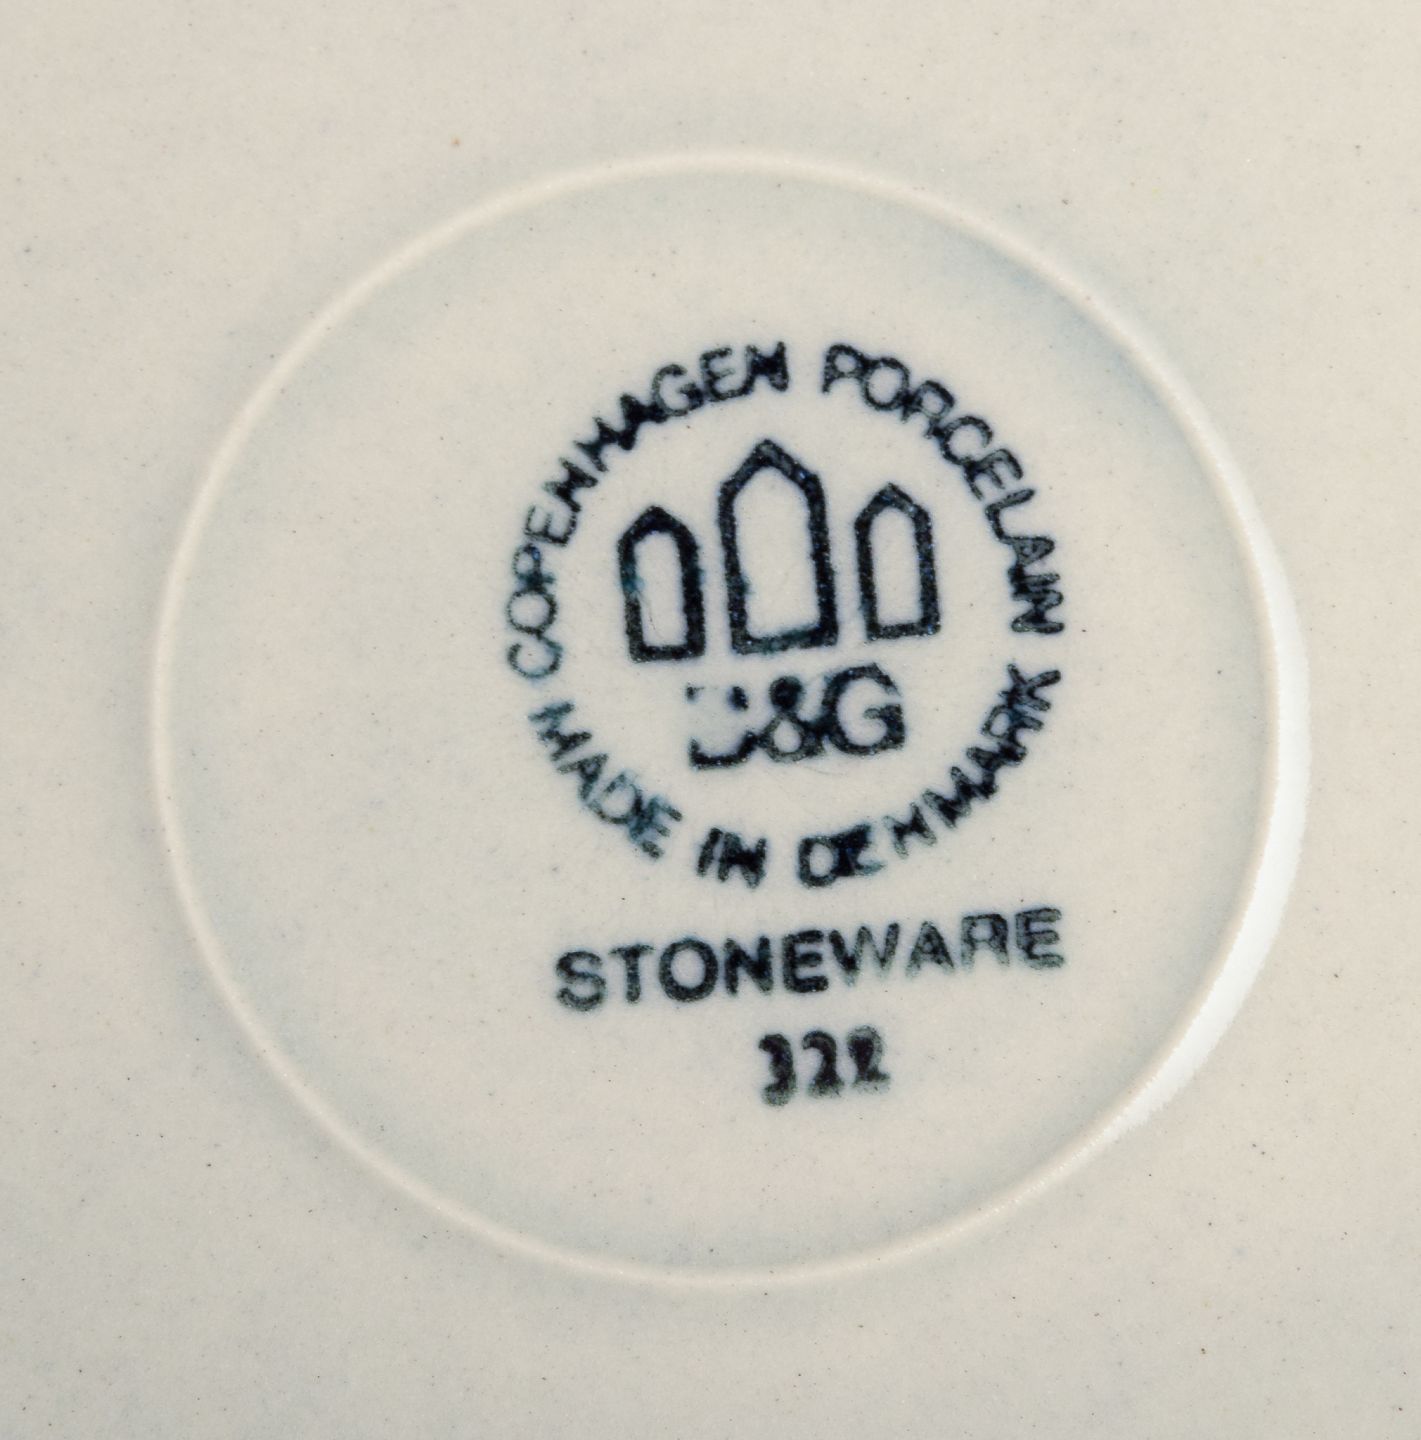 COPENHAGEN PORCELAIN
B&G
MADE IN DENMARK
STONEWARE
322